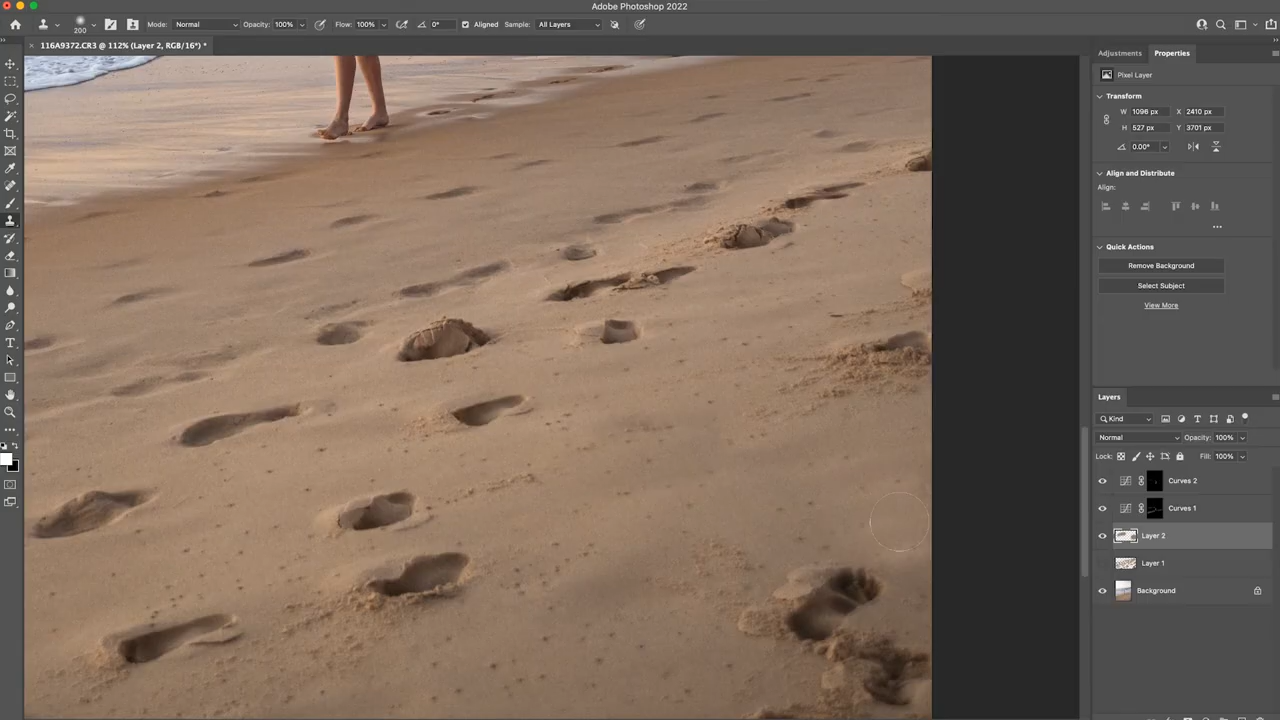 Adobe Photoshop 2022
200
Mode: Normal Opacity: 100% Flow: 100% 0° Aligned Sample: All Layers
116A9372.CR3 @ 112% (Layer 2, RGB/16*) *
Adjustments Properties
Pixel Layer
Transform
W 1096 px X 2410 px
H 527 px Y 3701 px
0.00°
Align and Distribute
Align:
Quick Actions
Remove Background
Select Subject
View More
Layers
Kind
Normal Opacity: 100%
Lock: Fill: 100%
Curves 2
Curves 1
Layer 2
Layer 1
Background